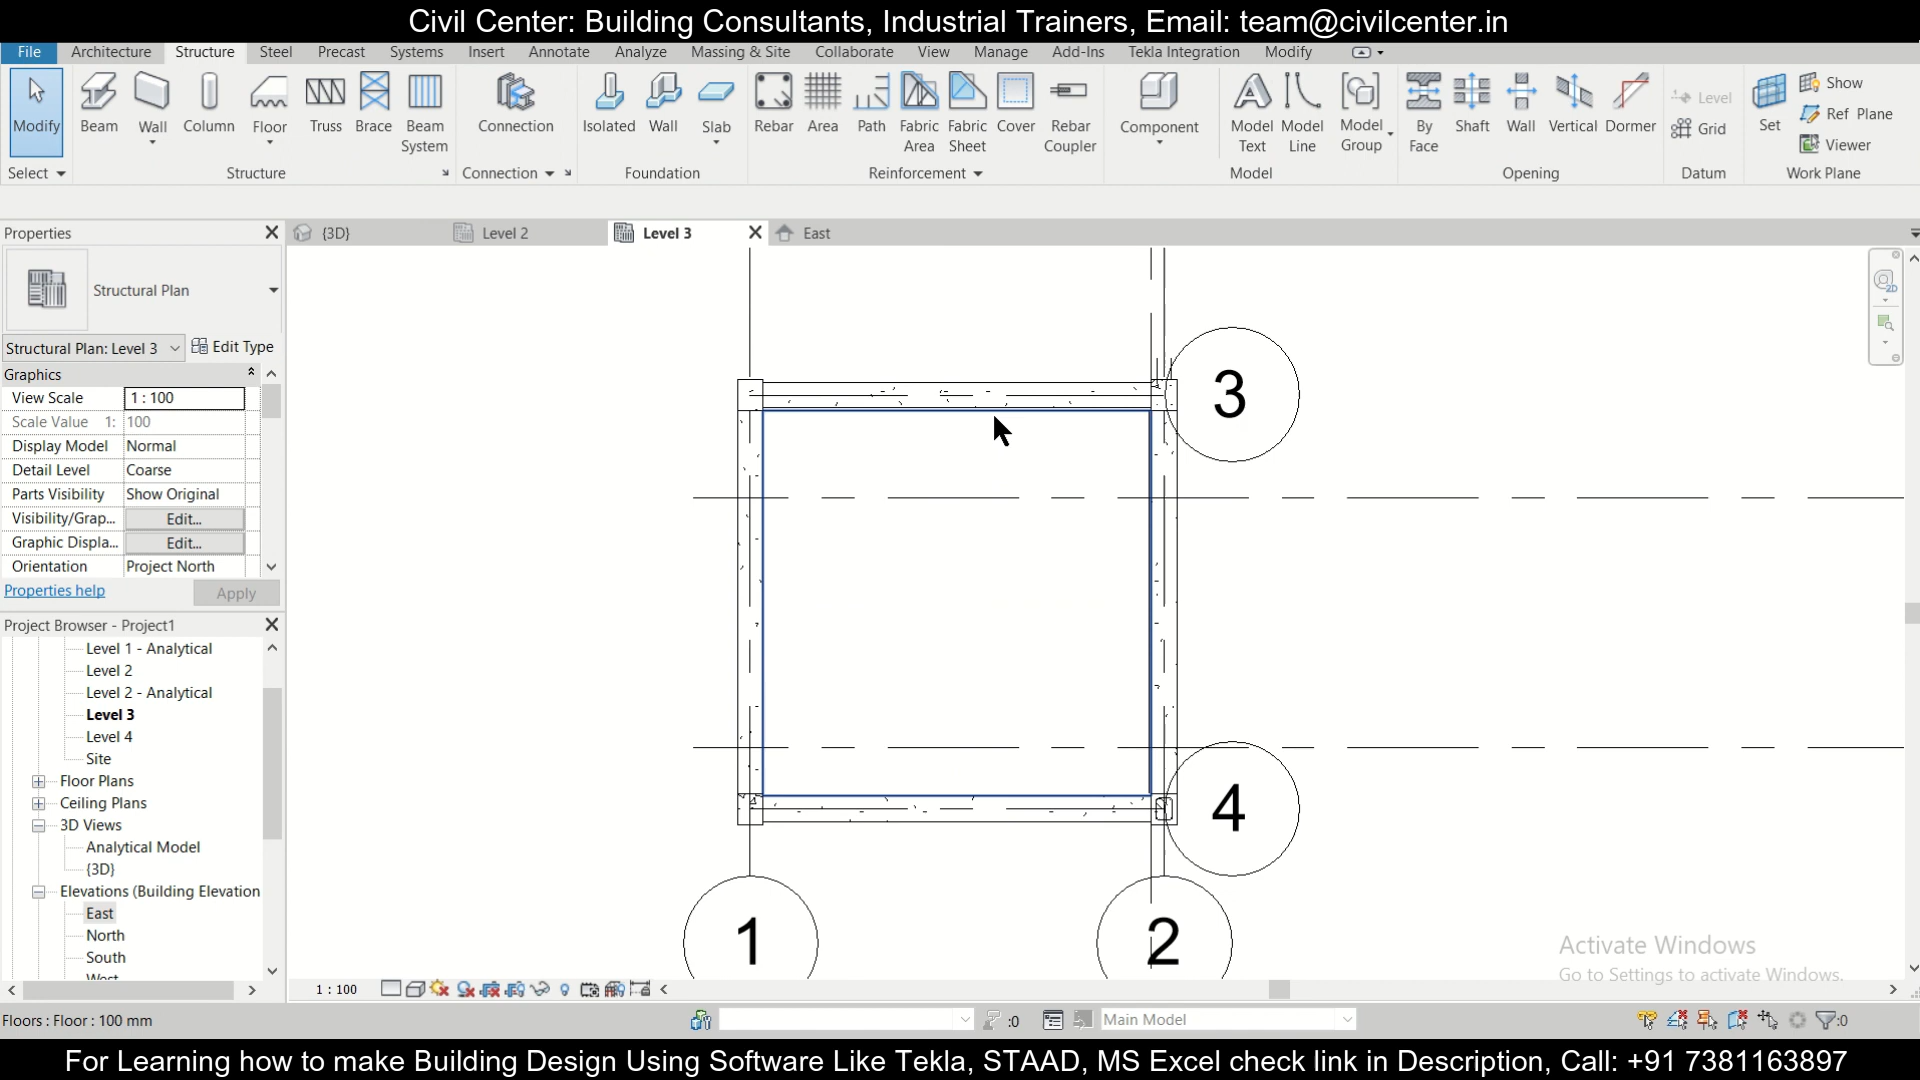 Civil Center: Building Consultants, Industrial Trainers, Email: team@civilcenter.in
File Architecture Structure Steel Precast Systems Insert Annotate Analyze Massing & Site Collaborate View Manage Add-Ins Tekla Integration Modify
Modify Beam Wall Column Floor Truss Brace Beam System Connection Isolated Wall Slab Rebar Area Path Fabric Area Fabric Sheet Cover Rebar Coupler Component Model Text Model Line Model Group By Face Shaft Wall Vertical Dormer Level Grid Set Show Ref Plane Viewer
Select Structure Connection Foundation Reinforcement Model Opening Datum Work Plane
Properties
{3D} Level 2 Level 3 East
Structural Plan
Structural Plan: Level 3 Edit Type
Graphics
View Scale 1 : 100
Scale Value 1: 100
Display Model Normal
Detail Level Coarse
Parts Visibility Show Original
Visibility/Grap... Edit...
Graphic Displa... Edit...
Orientation Project North
Properties help Apply
Project Browser - Project1
Level 1 - Analytical
Level 2
Level 2 - Analytical
Level 3
Level 4
Site
Floor Plans
Ceiling Plans
3D Views
Analytical Model
{3D}
Elevations (Building Elevation
East
North
South
West
3
4
1
2
2D
Activate Windows
Go to Settings to activate Windows.
1 : 100
Floors : Floor : 100 mm
:0
Main Model
:0
For Learning how to make Building Design Using Software Like Tekla, STAAD, MS Excel check link in Description, Call: +91 7381163897